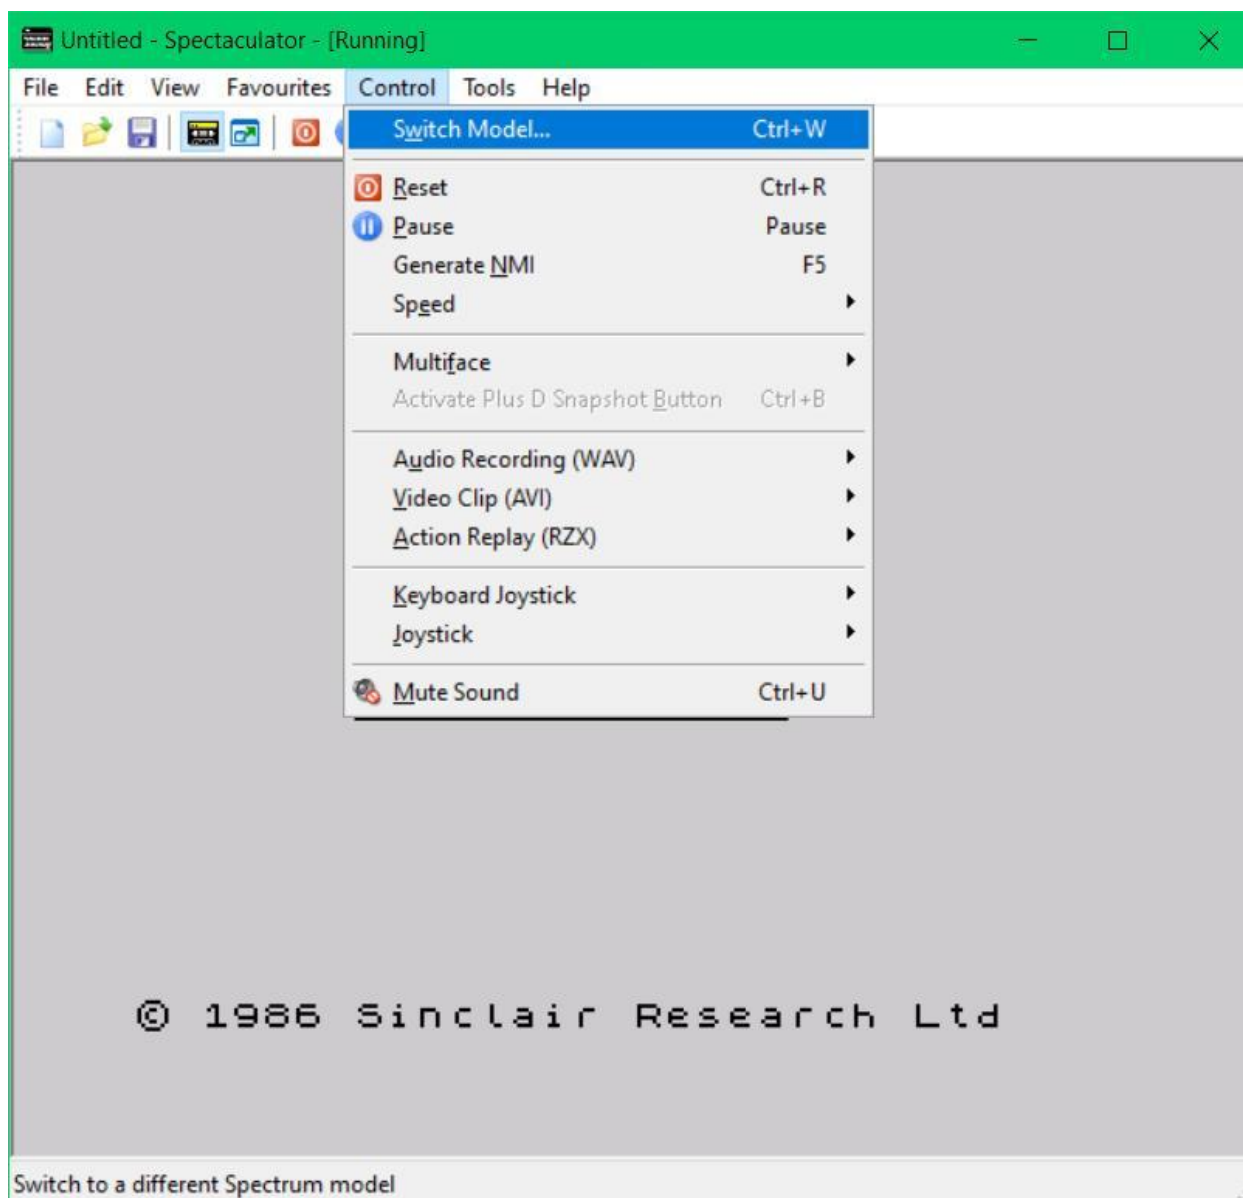 Untitled - Spectaculator - [Running]
File Edit View Favourites Control Tools Help
Switch Model... Ctrl+W
Reset Ctrl+R
Pause Pause
Generate NMI F5
Speed
Multiface
Activate Plus D Snapshot Button Ctrl+B
Audio Recording (WAV)
Video Clip (AVI)
Action Replay (RZX)
Keyboard Joystick
Joystick
Mute Sound Ctrl+U
© 1986 Sinclair Research Ltd
Switch to a different Spectrum model